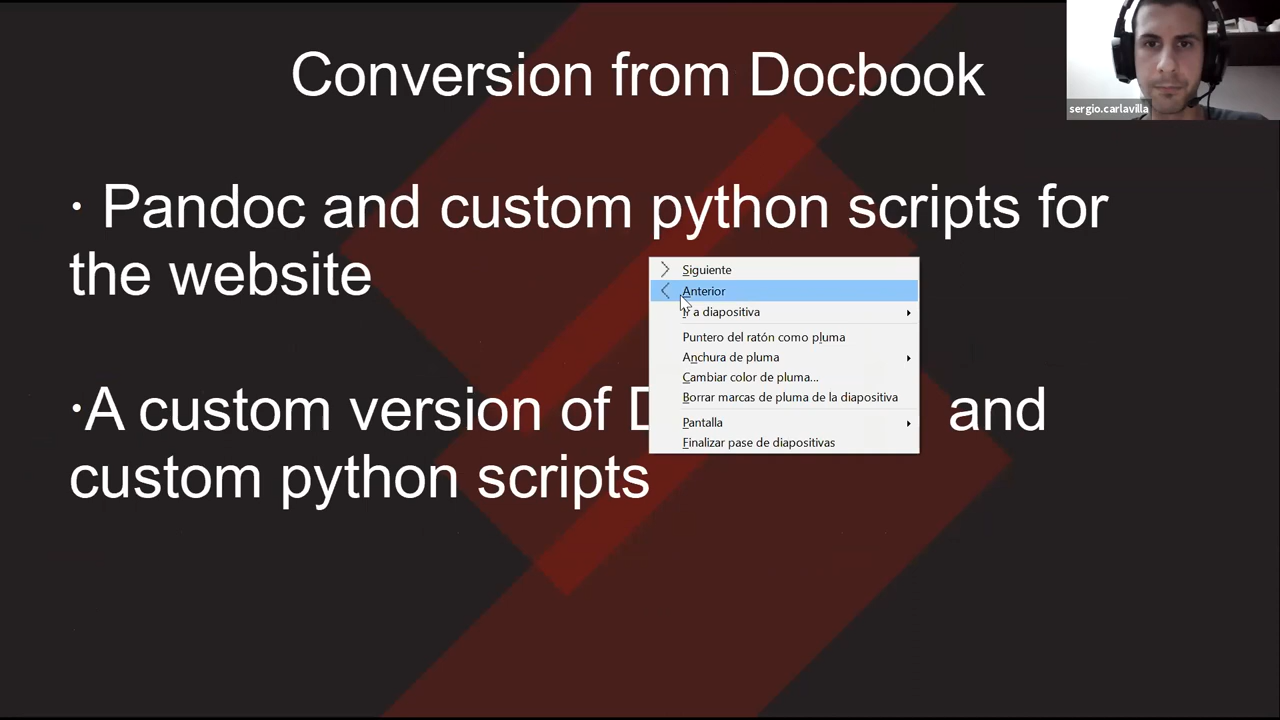 Conversion from Docbook
sergio.carlavilla
· Pandoc and custom python scripts for
the website
·A custom version of and
custom python scripts
Siguiente
Anterior
Ir a diapositiva
Puntero del ratón como pluma
Anchura de pluma
Cambiar color de pluma...
Borrar marcas de pluma de la diapositiva
Pantalla
Finalizar pase de diapositivas